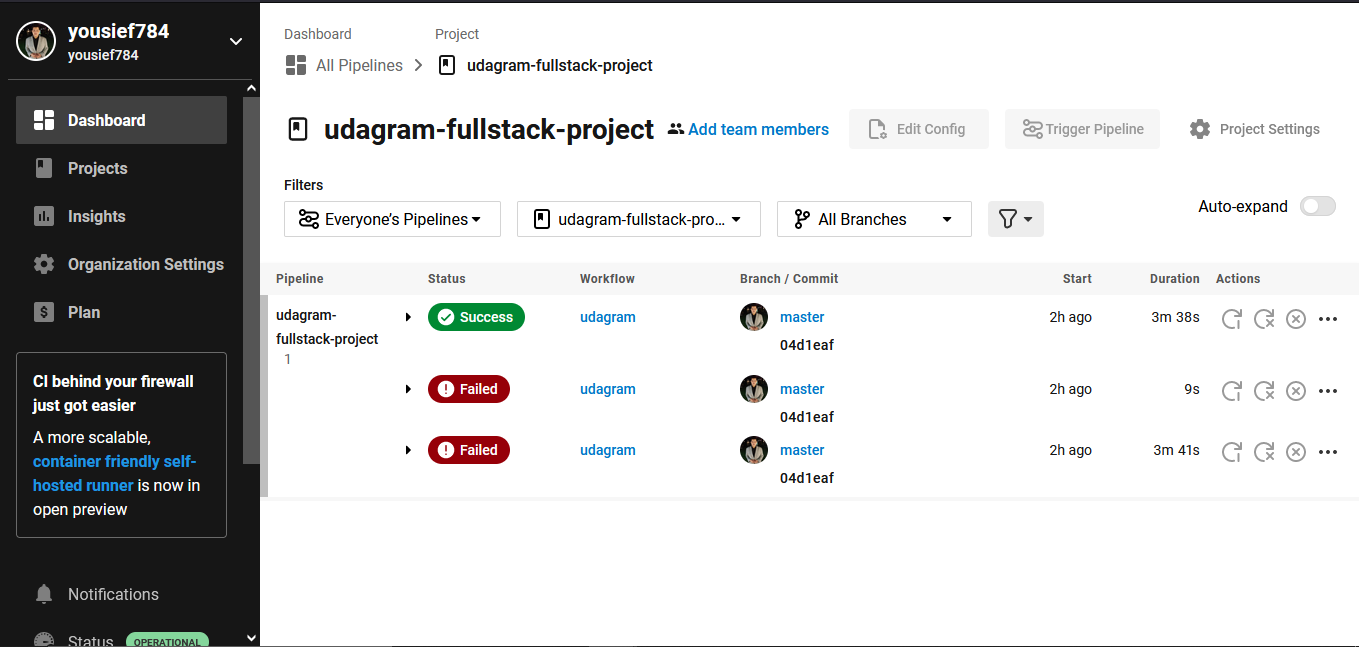 yousief784
yousief784
Dashboard
Projects
Insights
Organization Settings
Plan
CI behind your firewall
just got easier
A more scalable,
container friendly self-
hosted runner is now in
open preview
Notifications
Status OPERATIONAL
Dashboard Project
All Pipelines udagram-fullstack-project
udagram-fullstack-project Add team members Edit Config Trigger Pipeline Project Settings
Filters
Everyone’s Pipelines udagram-fullstack-pro... All Branches Auto-expand
Pipeline Status Workflow Branch / Commit Start Duration Actions
udagram-
fullstack-project
1
Success udagram master 2h ago 3m 38s
04d1eaf
Failed udagram master 2h ago 9s
04d1eaf
Failed udagram master 2h ago 3m 41s
04d1eaf